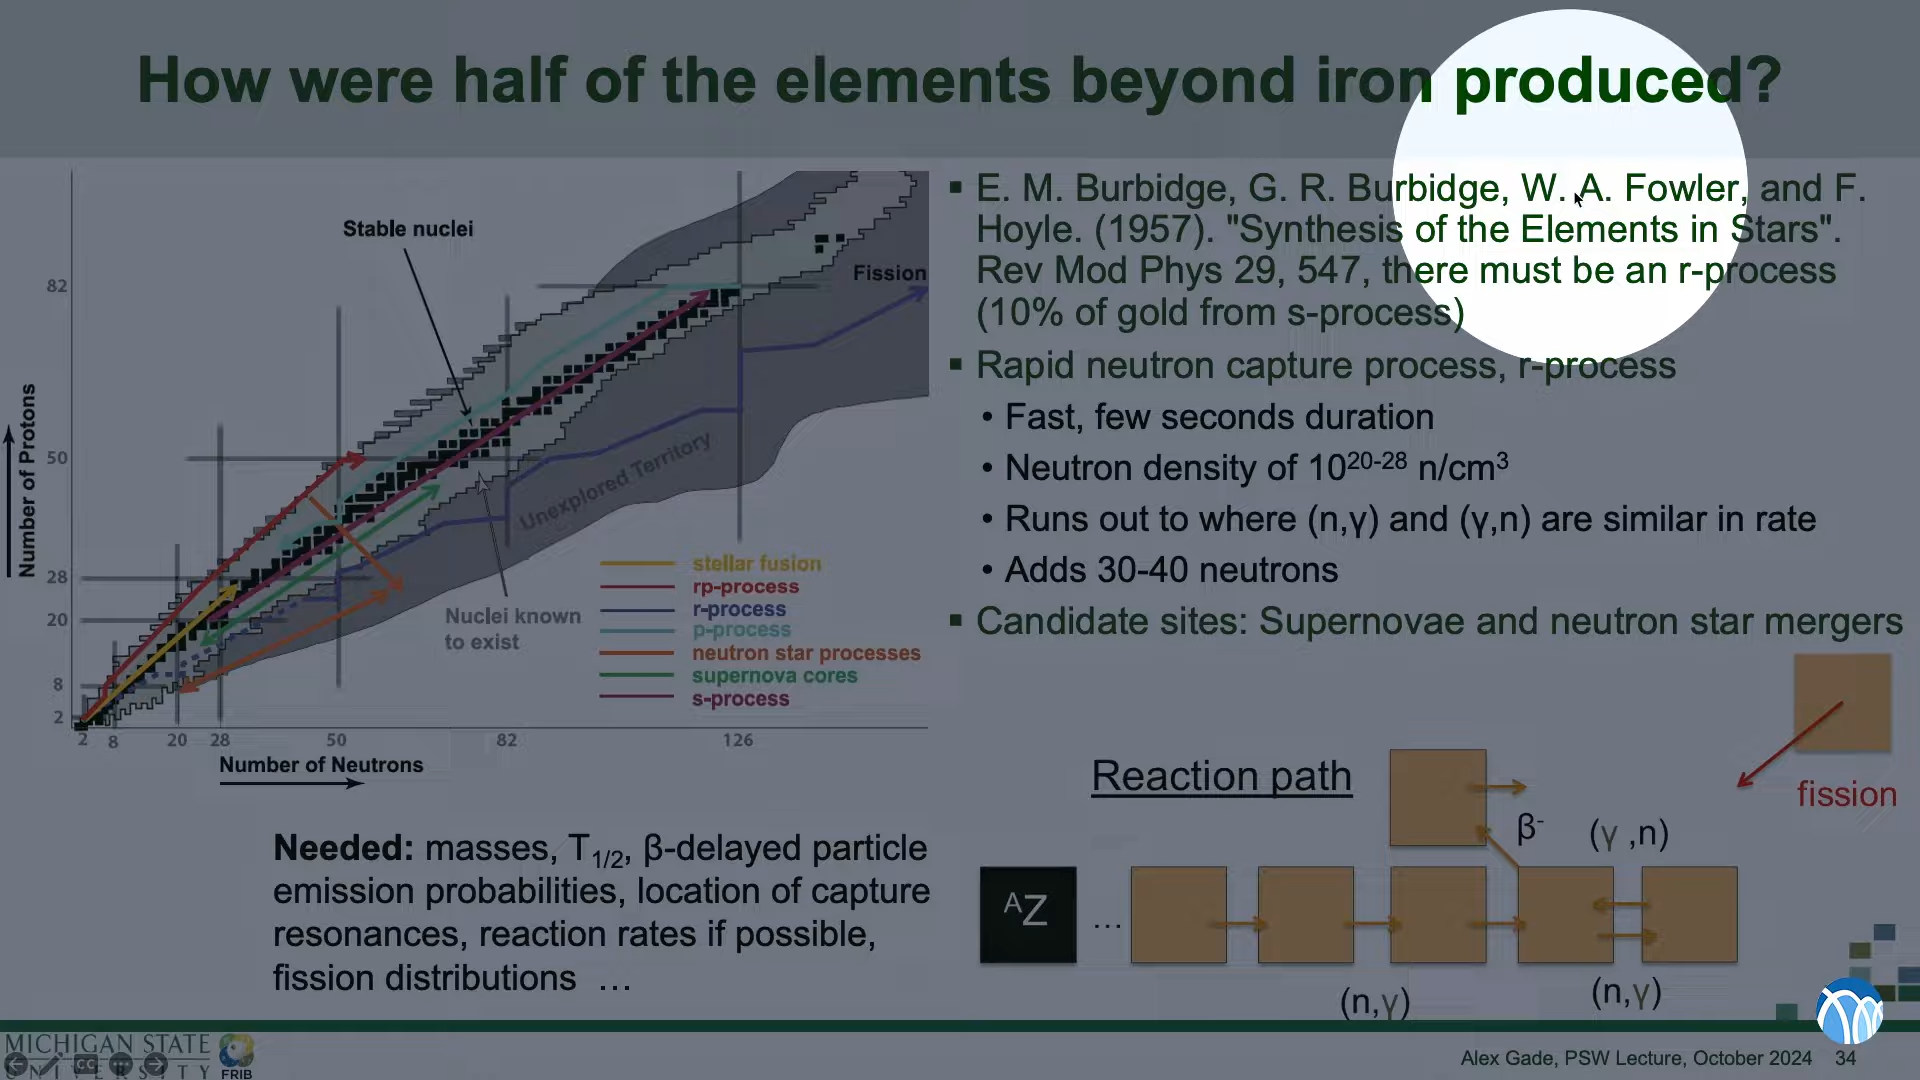 How were half of the elements beyond iron produced?
▪ E. M. Burbidge, G. R. Burbidge, W. A. Fowler, and F.
Hoyle. (1957). "Synthesis of the Elements in Stars".
Rev Mod Phys 29, 547, there must be an r-process
(10% of gold from s-process)
▪ Rapid neutron capture process, r-process
• Fast, few seconds duration
• Neutron density of 10²⁰⁻²⁸ n/cm³
• Runs out to where (n,γ) and (γ,n) are similar in rate
• Adds 30-40 neutrons
▪ Candidate sites: Supernovae and neutron star mergers
Stable nuclei
Fission
Unexplored Territory
Nuclei known
to exist
stellar fusion
rp-process
r-process
p-process
neutron star processes
supernova cores
s-process
Number of Protons
82
50
28
20
8
2
2 8 20 28 50 82 126
Number of Neutrons
Needed: masses, T1/2, β-delayed particle
emission probabilities, location of capture
resonances, reaction rates if possible,
fission distributions …
Reaction path
fission
β⁻
(γ ,n)
ᴬZ
...
(n,γ)
(n,γ)
MICHIGAN STATE
UNIVERSITY
CC
FRIB
Alex Gade, PSW Lecture, October 2024 34